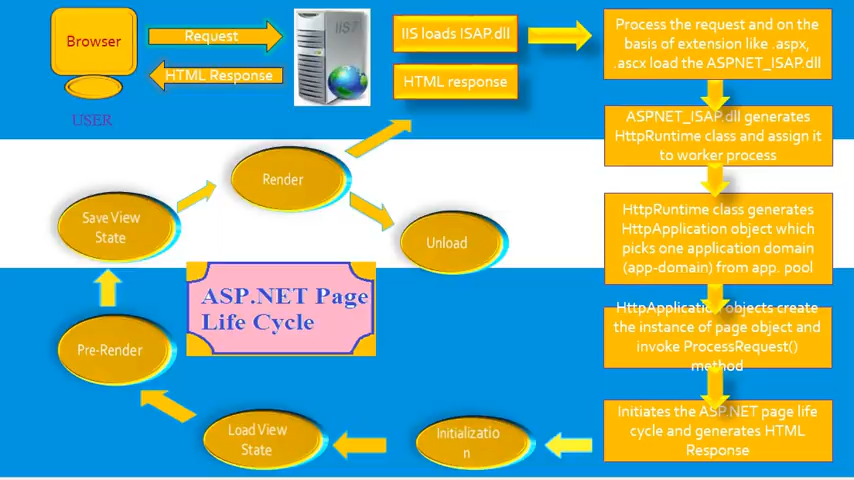 Browser
Request
HTML Response
USER
IIS7
IIS loads ISAP.dll
HTML response
Process the request and on the
basis of extension like .aspx,
.ascx load the ASPNET_ISAP.dll
ASPNET_ISAP.dll generates
HttpRuntime class and assign it
to worker process
HttpRuntime class generates
HttpApplication object which
picks one application domain
(app-domain) from app. pool
HttpApplication objects create
the instance of page object and
invoke ProcessRequest()
method
Initiates the ASP.NET page life
cycle and generates HTML
Response
Initializatio
n
Load View
State
Pre-Render
Save View
State
Render
Unload
ASP.NET Page
Life Cycle